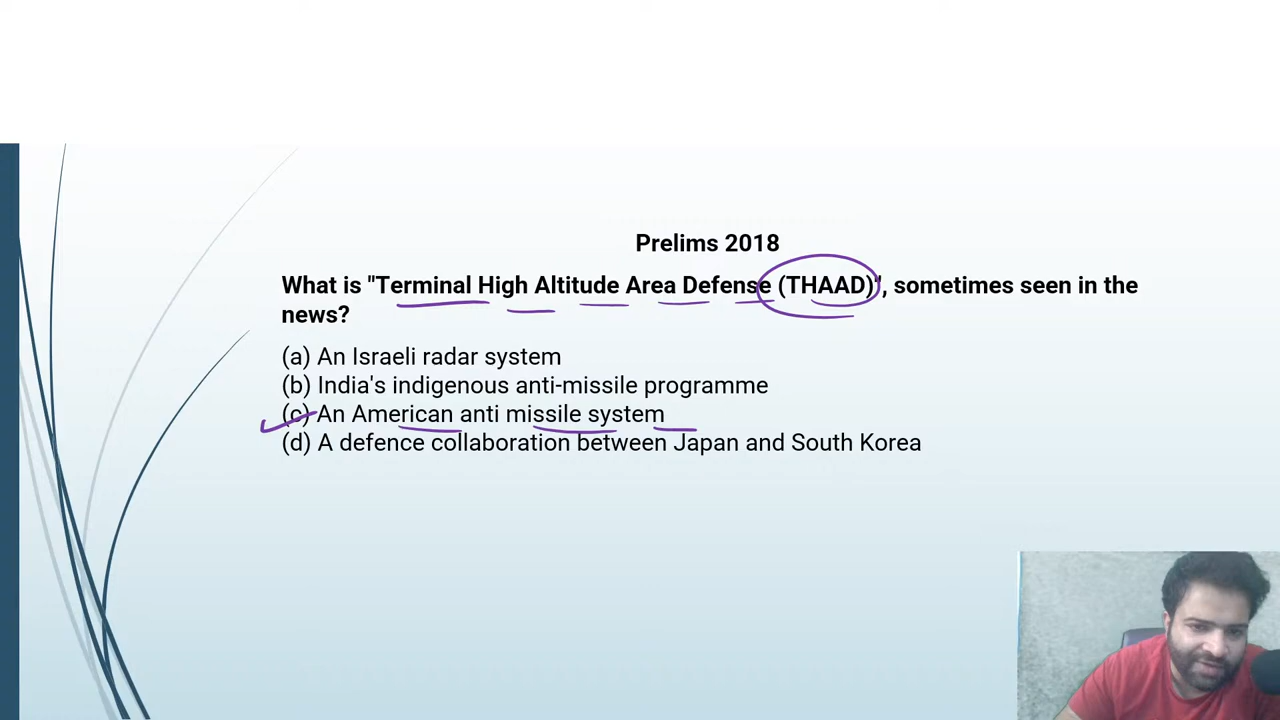 Prelims 2018
What is "Terminal High Altitude Area Defense (THAAD)", sometimes seen in the
news?
(a) An Israeli radar system
(b) India's indigenous anti-missile programme
(c) An American anti missile system
(d) A defence collaboration between Japan and South Korea